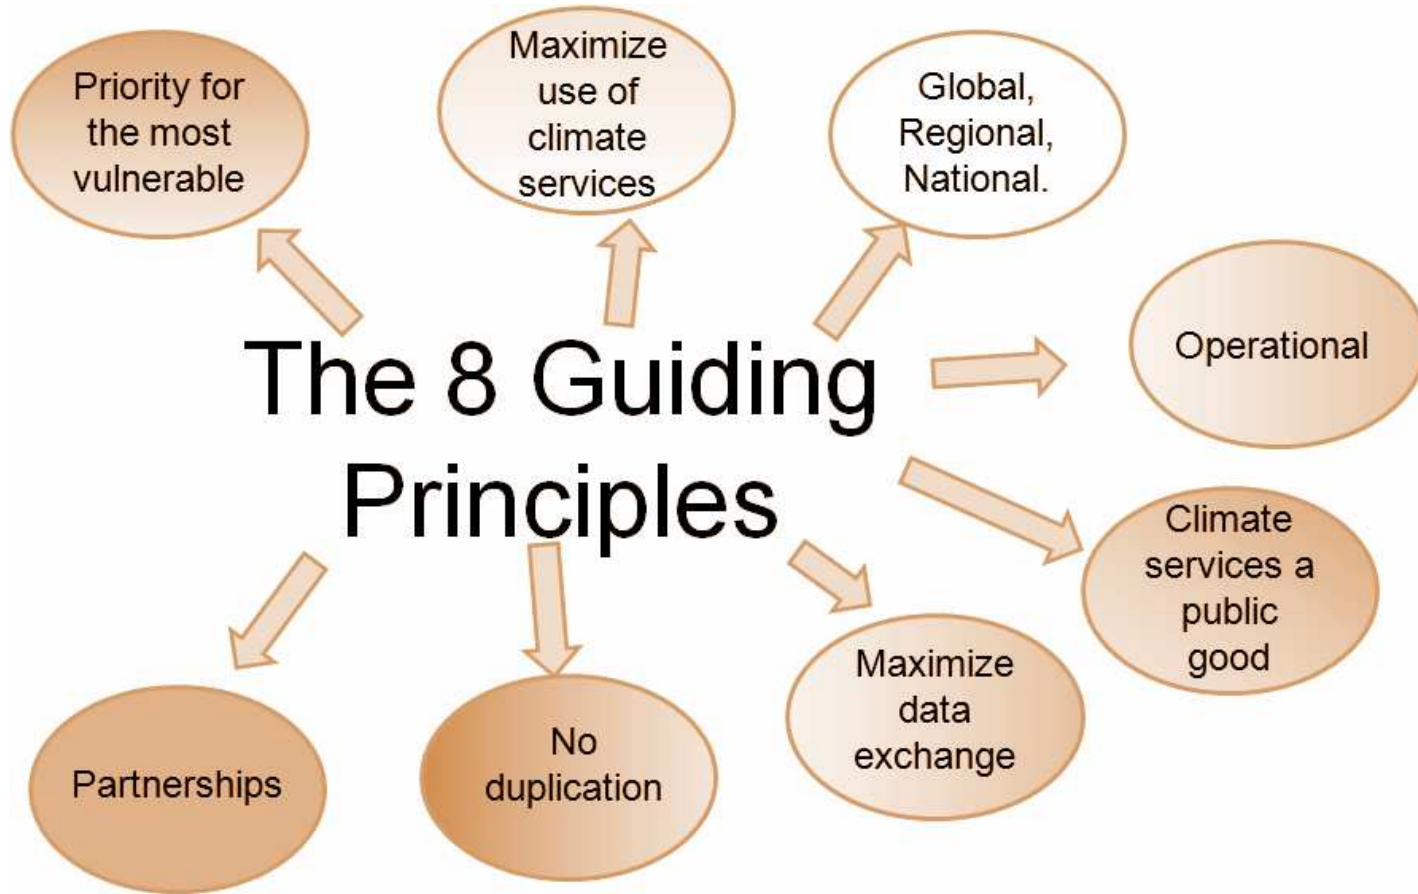 Priority for
the most
vulnerable
Maximize
use of
climate
services
Global,
Regional,
National.
Operational
The 8 Guiding
Principles
Climate
services a
public
good
Maximize
data
exchange
No
duplication
Partnerships